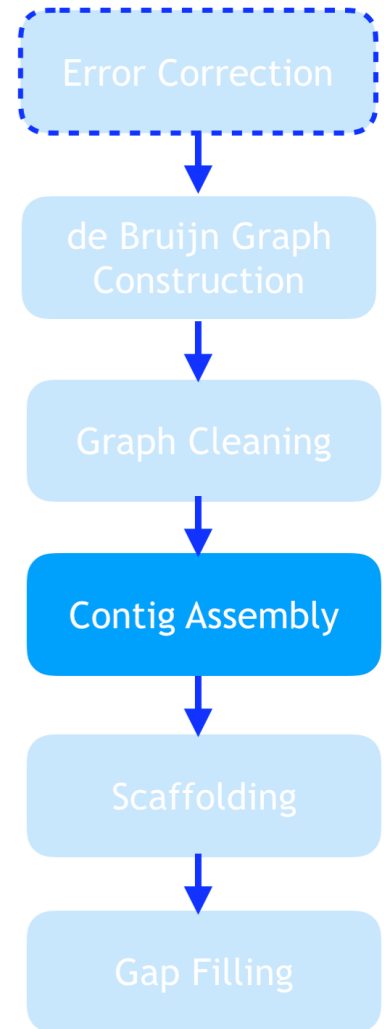 Error Correction
de Bruijn Graph
Construction
Graph Cleaning
Contig Assembly
Scaffolding
Gap Filling